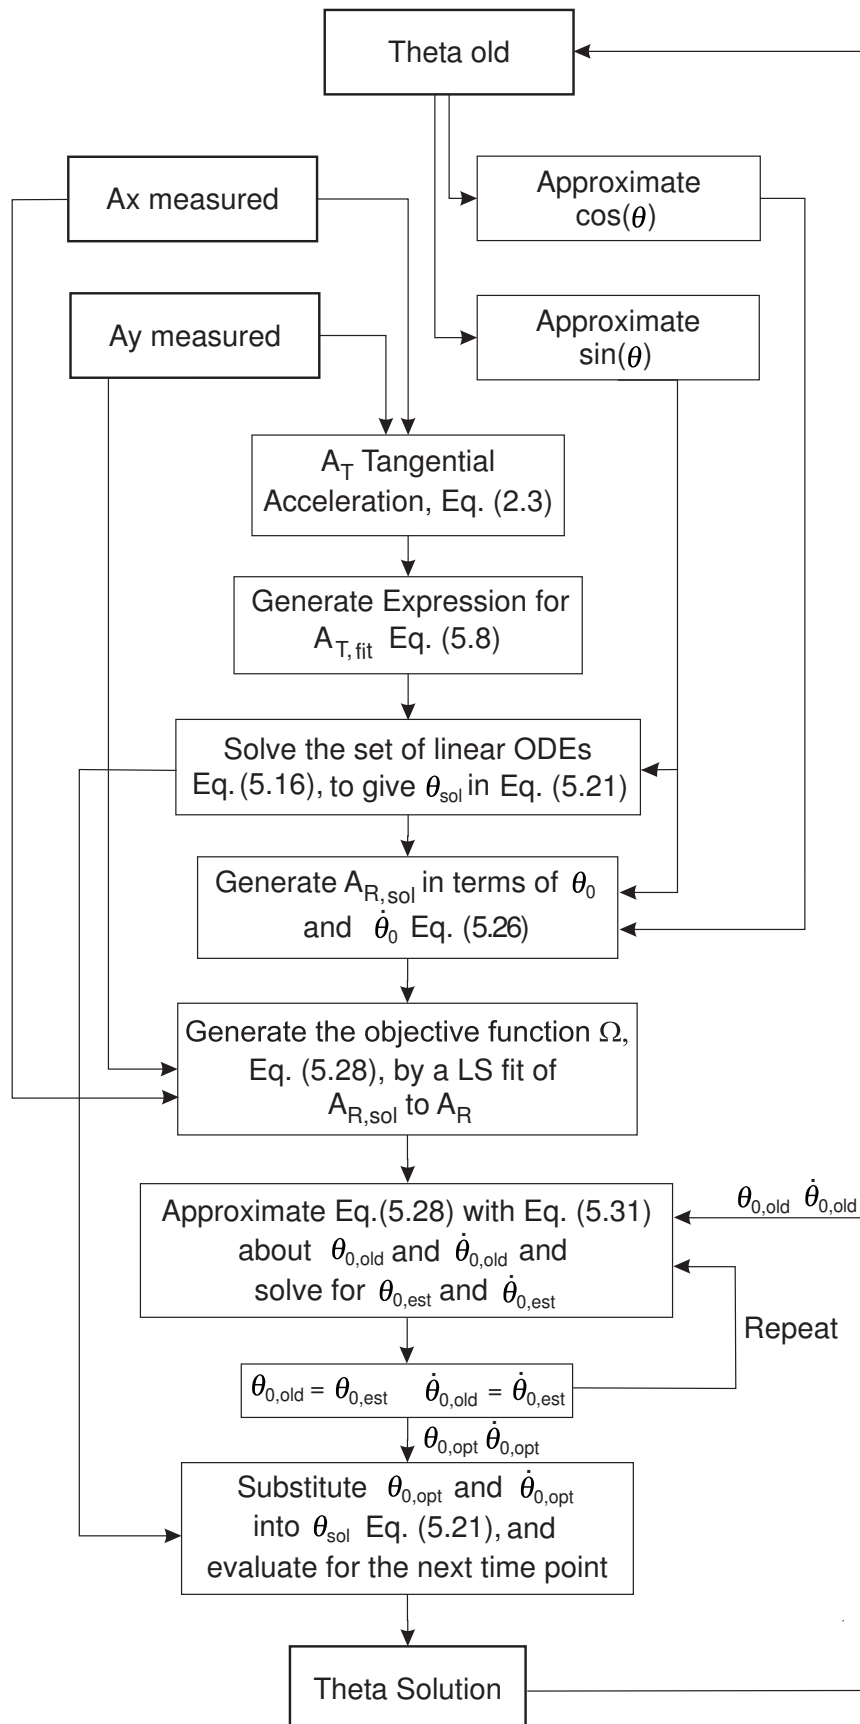 Theta old
Ax measured
Approximate
cos(θ)
Ay measured
Approximate
sin(θ)
A_T Tangential
Acceleration, Eq. (2.3)
Generate Expression for
A_T,fit Eq. (5.8)
Solve the set of linear ODEs
Eq. (5.16), to give θ_sol in Eq. (5.21)
Generate A_R,sol in terms of θ_0
and θ̇_0 Eq. (5.26)
Generate the objective function Ω,
Eq. (5.28), by a LS fit of
A_R,sol to A_R
θ_0,old θ̇_0,old
Approximate Eq.(5.28) with Eq. (5.31)
about θ_0,old and θ̇_0,old and
solve for θ_0,est and θ̇_0,est
Repeat
θ_0,old = θ_0,est θ̇_0,old = θ̇_0,est
θ_0,opt θ̇_0,opt
Substitute θ_0,opt and θ̇_0,opt
into θ_sol Eq. (5.21), and
evaluate for the next time point
Theta Solution